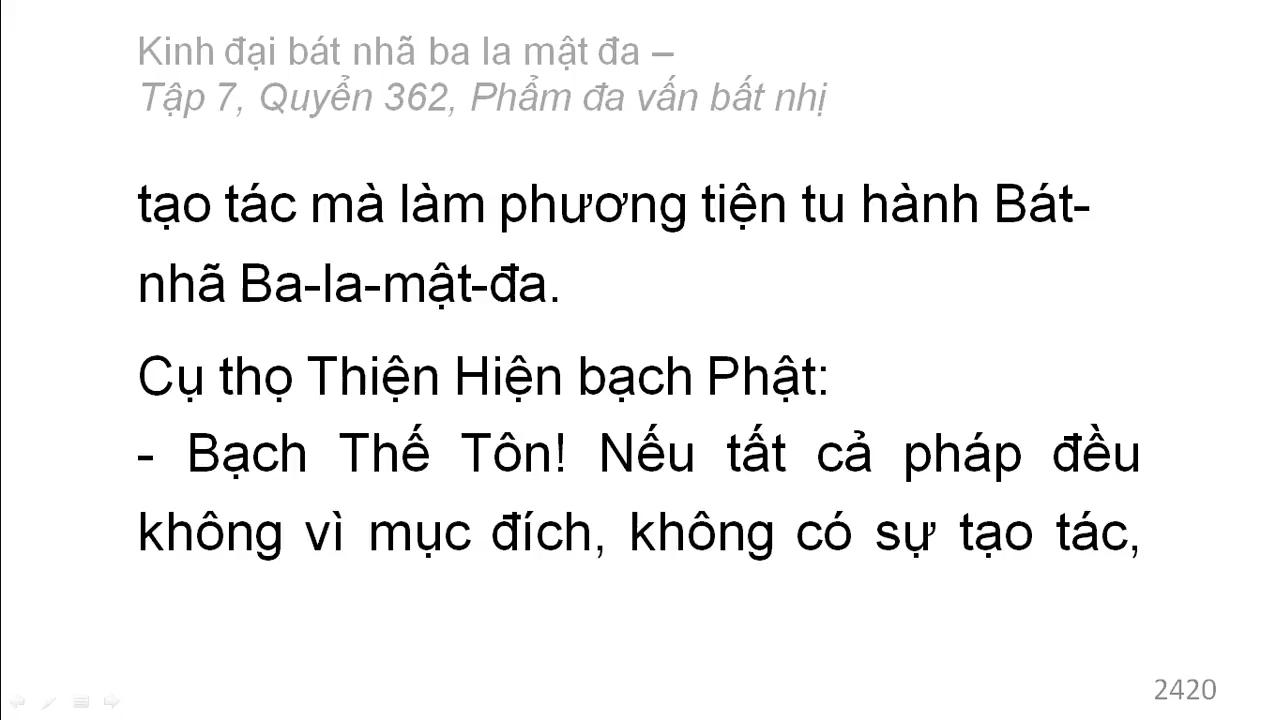 Kinh đại bát nhã ba la mật đa –
Tập 7, Quyển 362, Phẩm đa vấn bất nhị
tạo tác mà làm phương tiện tu hành Bát-
nhã Ba-la-mật-đa.
Cụ thọ Thiện Hiện bạch Phật:
- Bạch Thế Tôn! Nếu tất cả pháp đều
không vì mục đích, không có sự tạo tác,
2420